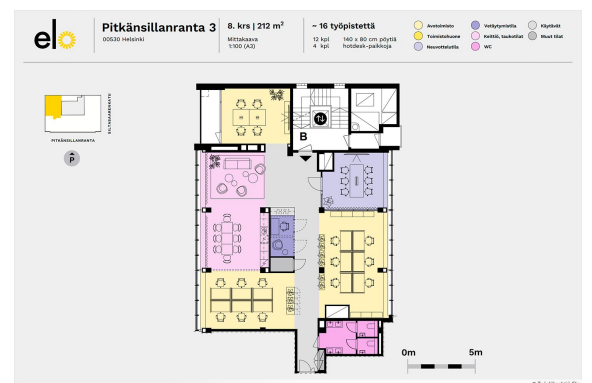 elo
Pitkänsillanranta 3
00530 Helsinki
8. krs | 212 m²
Mittakaava
1:100 (A3)
~ 16 työpistettä
12 kpl 140 x 80 cm pöytiä
4 kpl hotdesk-paikkoja
Avotoimisto
Toimistohuone
Neuvottelutila
Vetäytymistila
Keittiö, taukotilat
WC
Käytävät
Muut tilat
SILTASAARENKATU
PITKÄNSILLANRANTA
P
B
0m 5m